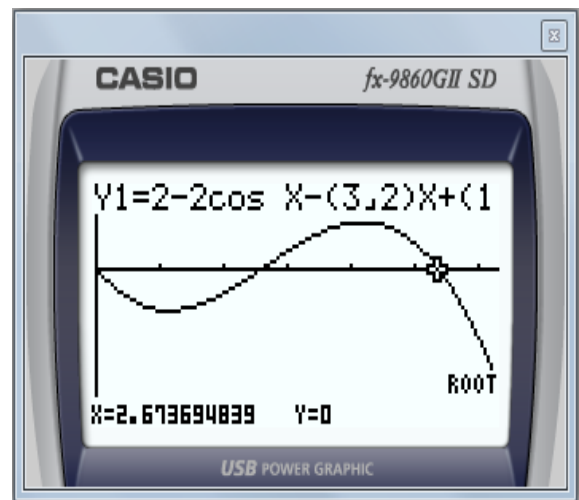 CASIO fx-9860GII SD
Y1=2-2cos X-(3⌟2)X+(1
ROOT
X=2.673694839 Y=0
USB POWER GRAPHIC